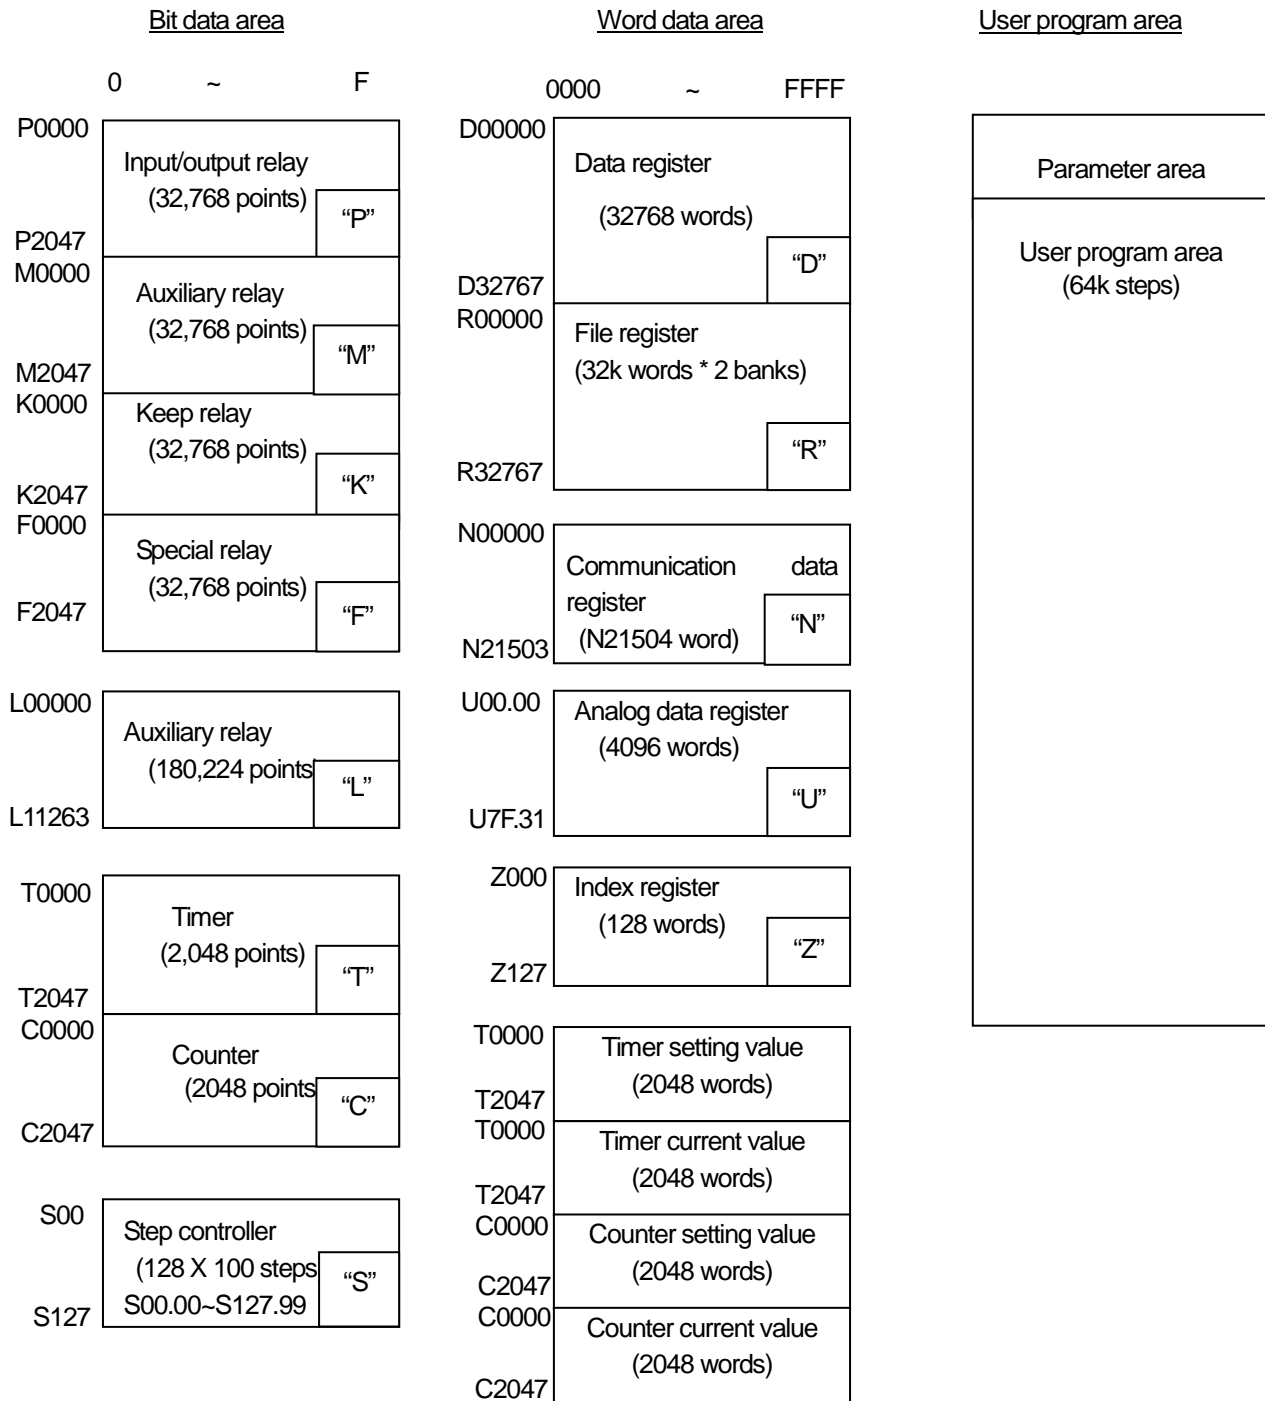 Bit data area
Word data area
User program area
0 ~ F
P0000
Input/output relay
(32,768 points)
"P"
P2047
M0000
Auxiliary relay
(32,768 points)
"M"
M2047
K0000
Keep relay
(32,768 points)
"K"
K2047
F0000
Special relay
(32,768 points)
"F"
F2047
L00000
Auxiliary relay
(180,224 points
"L"
L11263
T0000
Timer
(2,048 points)
"T"
T2047
C0000
Counter
(2048 points
"C"
C2047
S00
Step controller
(128 X 100 steps
S00.00~S127.99
"S"
S127
0000 ~ FFFF
D00000
Data register
(32768 words)
"D"
D32767
R00000
File register
(32k words * 2 banks)
"R"
R32767
N00000
Communication data
register
(N21504 word)
"N"
N21503
U00.00
Analog data register
(4096 words)
"U"
U7F.31
Z000
Index register
(128 words)
"Z"
Z127
T0000
Timer setting value
(2048 words)
T2047
T0000
Timer current value
(2048 words)
T2047
C0000
Counter setting value
(2048 words)
C2047
C0000
Counter current value
(2048 words)
C2047
Parameter area
User program area
(64k steps)